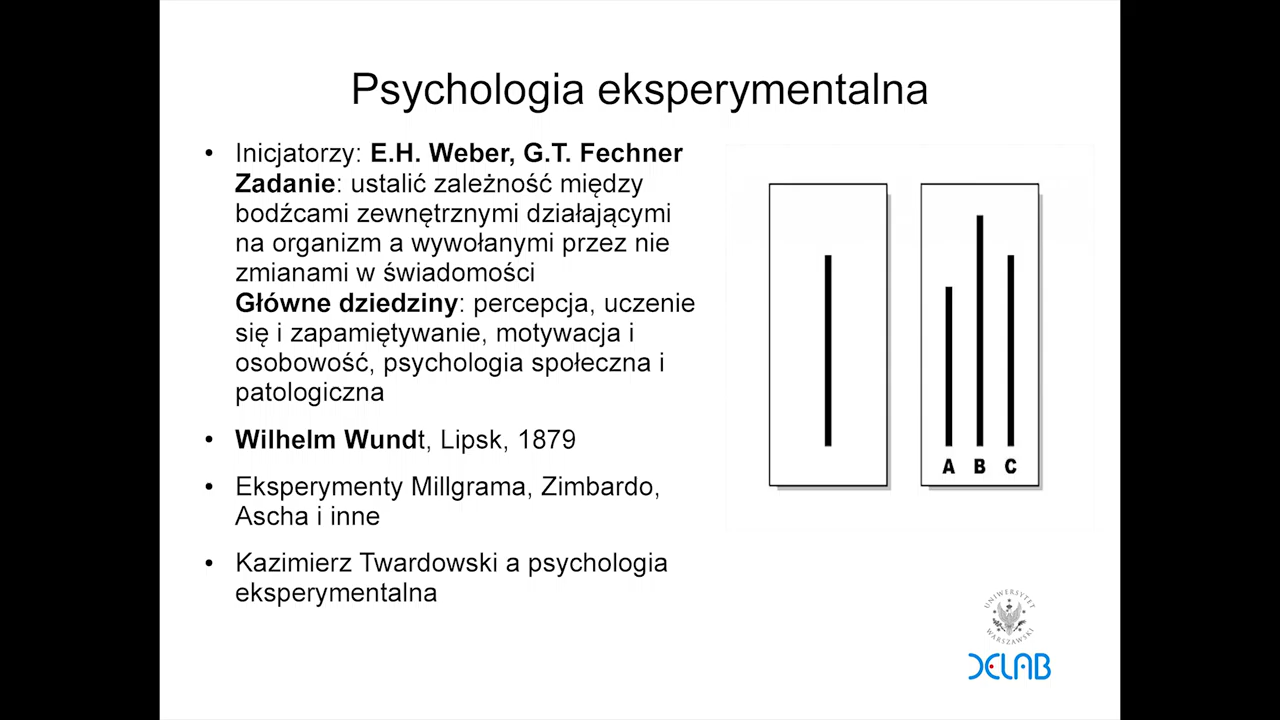 Psychologia eksperymentalna
• Inicjatorzy: E.H. Weber, G.T. Fechner
Zadanie: ustalić zależność między
bodźcami zewnętrznymi działającymi
na organizm a wywołanymi przez nie
zmianami w świadomości
Główne dziedziny: percepcja, uczenie
się i zapamiętywanie, motywacja i
osobowość, psychologia społeczna i
patologiczna
• Wilhelm Wundt, Lipsk, 1879
• Eksperymenty Millgrama, Zimbardo,
Ascha i inne
• Kazimierz Twardowski a psychologia
eksperymentalna
A B C
UNIWERSYTET
WARSZAWSKI
DELAB